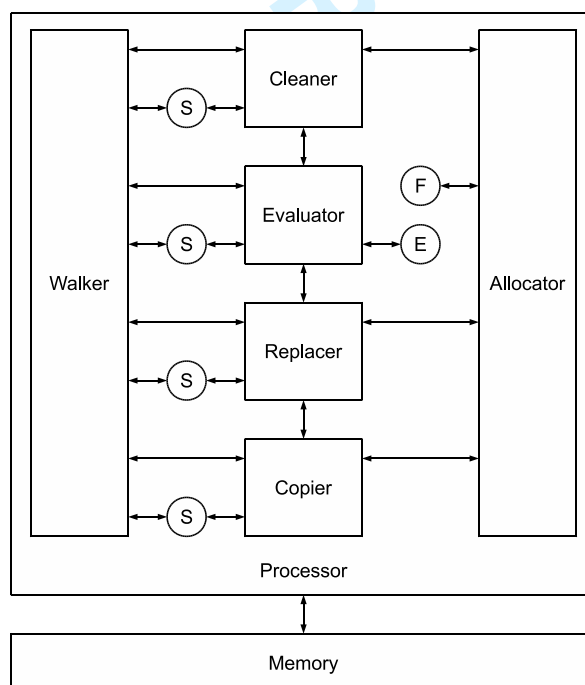 Cleaner
S
F
Evaluator
S
E
Walker
Allocator
Replacer
S
Copier
S
Processor
Memory